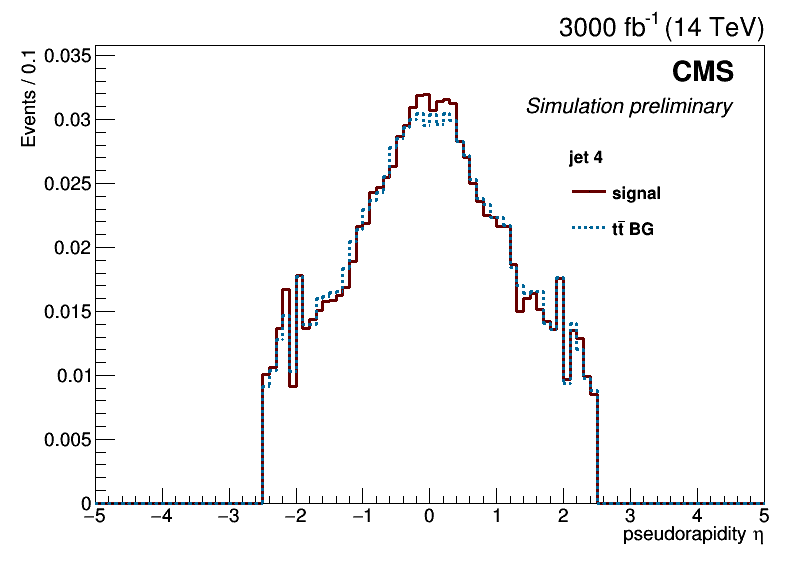 3000 fb⁻¹ (14 TeV)
CMS
Simulation preliminary
jet 4
signal
tt̄ BG
Events / 0.1
0.035
0.03
0.025
0.02
0.015
0.01
0.005
0
−5 −4 −3 −2 −1 0 1 2 3 4 5
pseudorapidity η